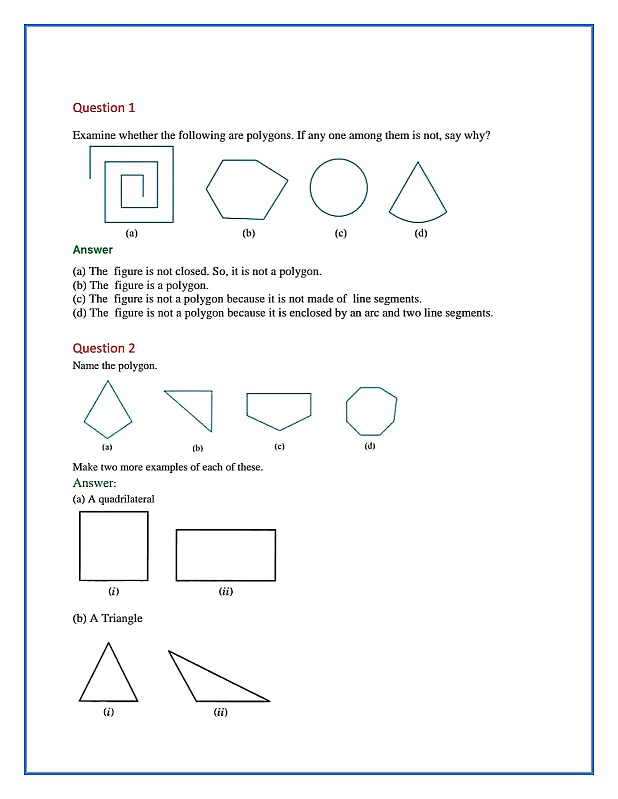 Question 1
Examine whether the following are polygons. If any one among them is not, say why?
(a) (b) (c) (d)
Answer
(a) The figure is not closed. So, it is not a polygon.
(b) The figure is a polygon.
(c) The figure is not a polygon because it is not made of line segments.
(d) The figure is not a polygon because it is enclosed by an arc and two line segments.
Question 2
Name the polygon.
(a) (b) (c) (d)
Make two more examples of each of these.
Answer:
(a) A quadrilateral
(i) (ii)
(b) A Triangle
(i) (ii)